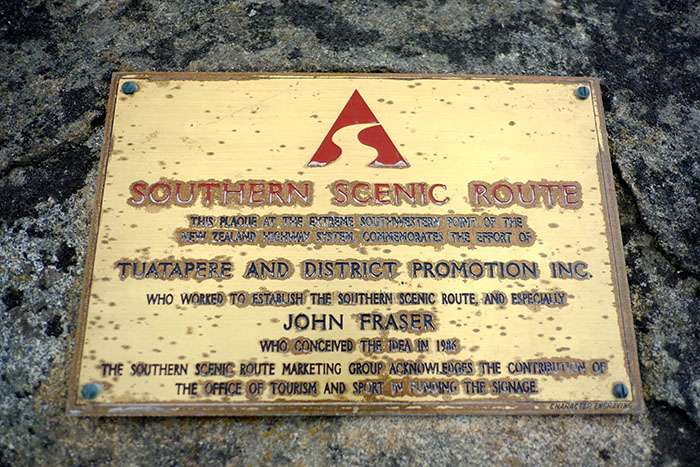 SOUTHERN SCENIC ROUTE
THIS PLAQUE AT THE EXTREME SOUTHWESTERN POINT OF THE
NEW ZEALAND HIGHWAY SYSTEM, COMMEMORATES THE EFFORT OF
TUATAPERE AND DISTRICT PROMOTION INC.
WHO WORKED TO ESTABLISH THE SOUTHERN SCENIC ROUTE, AND ESPECIALLY
JOHN FRASER
WHO CONCEIVED THE IDEA IN 1986
THE SOUTHERN SCENIC ROUTE MARKETING GROUP ACKNOWLEDGES THE CONTRIBUTION OF
THE OFFICE OF TOURISM AND SPORT IN FUNDING THE SIGNAGE.
CHARACTER ENGRAVING